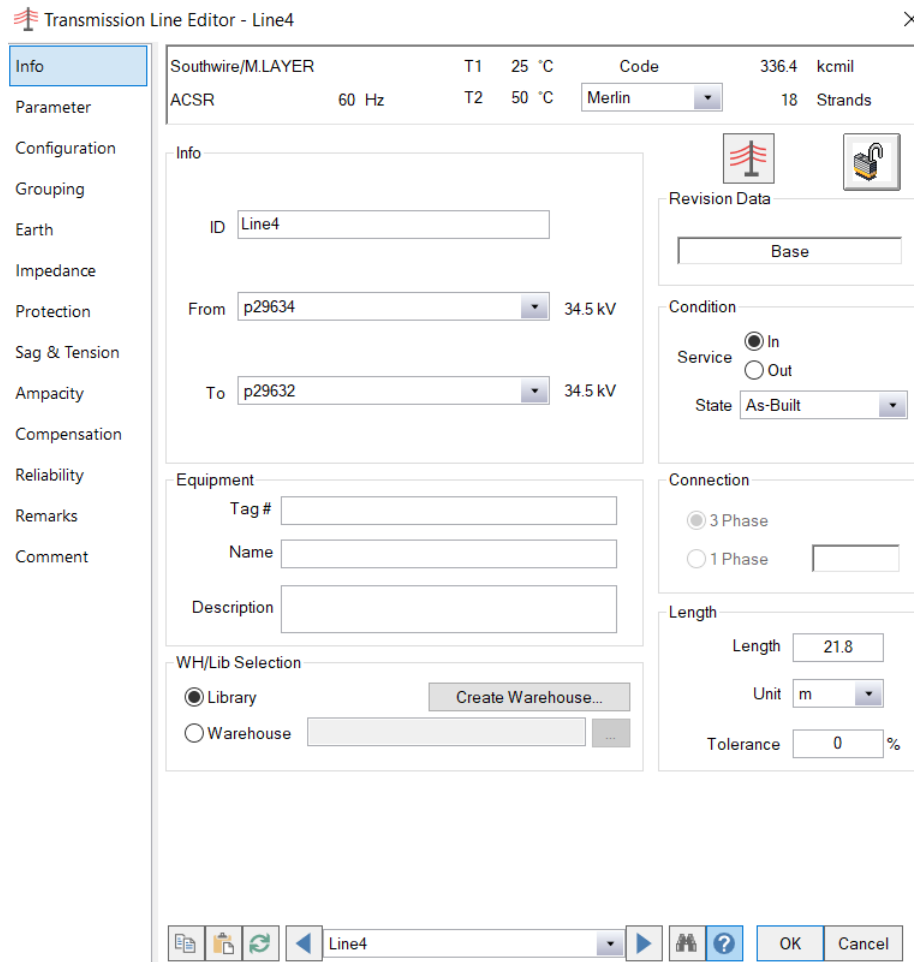 Transmission Line Editor - Line4
Info
Parameter
Configuration
Grouping
Earth
Impedance
Protection
Sag & Tension
Ampacity
Compensation
Reliability
Remarks
Comment
Southwire/M.LAYER T1 25 °C Code 336.4 kcmil
ACSR 60 Hz T2 50 °C Merlin 18 Strands
Info
ID Line4
From p29634 34.5 kV
To p29632 34.5 kV
Revision Data
Base
Condition
Service In
Out
State As-Built
Equipment
Tag #
Name
Description
Connection
3 Phase
1 Phase
WH/Lib Selection
Library Create Warehouse...
Warehouse ...
Length
Length 21.8
Unit m
Tolerance 0 %
Line4 ? OK Cancel